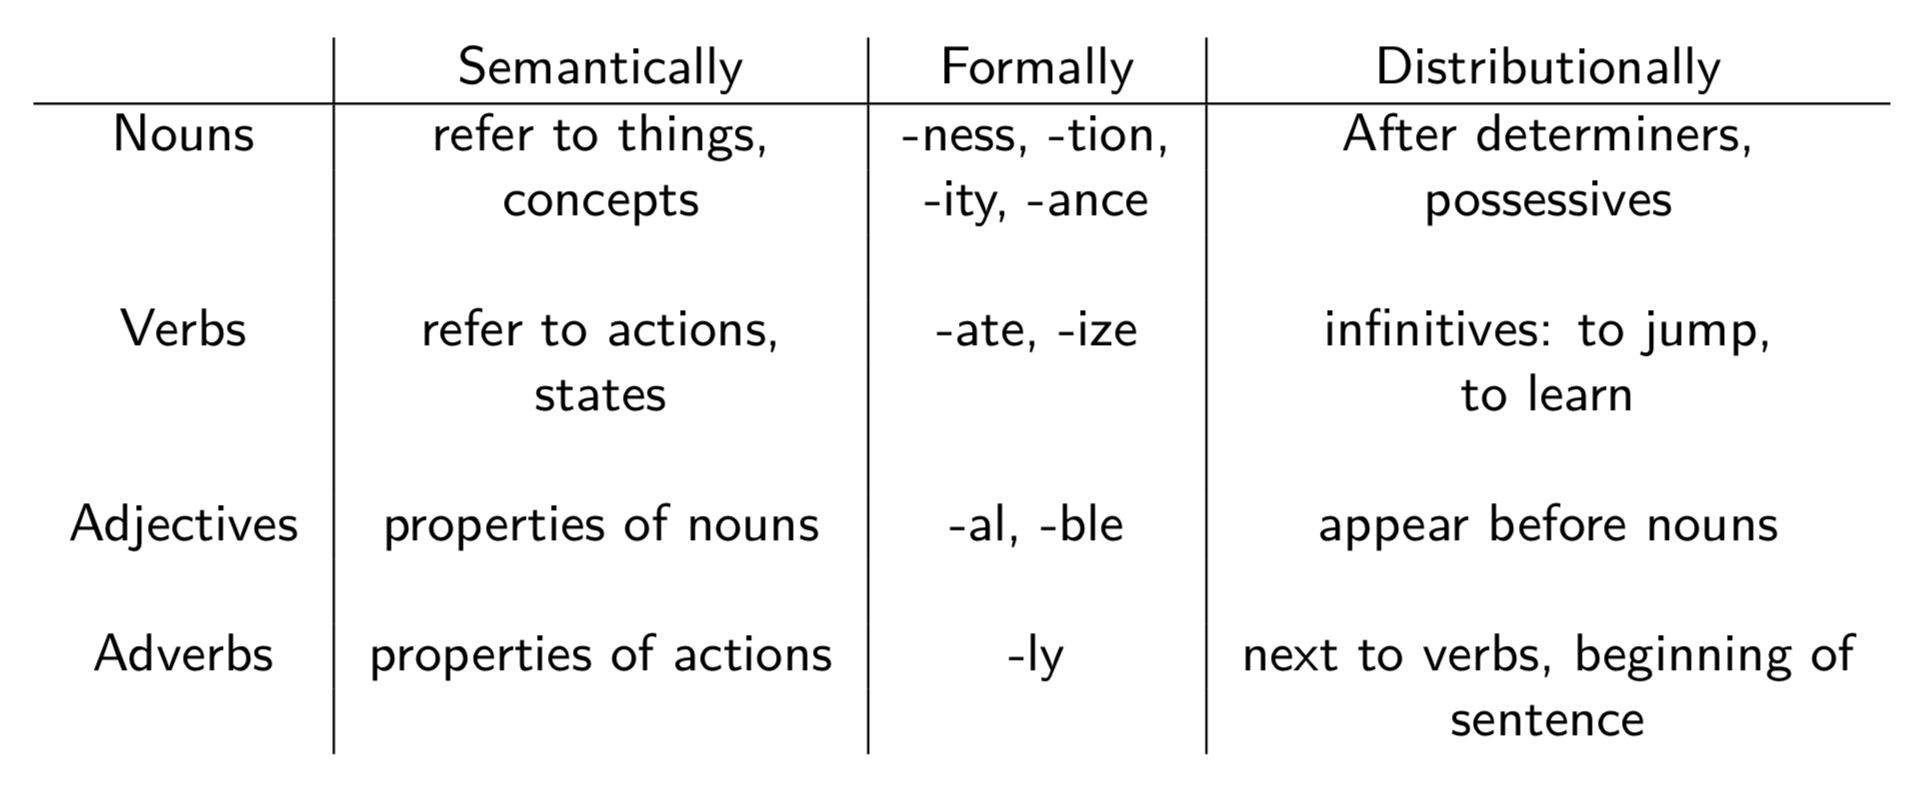 Semantically Formally Distributionally
Nouns refer to things, -ness, -tion, After determiners,
concepts -ity, -ance possessives
Verbs refer to actions, -ate, -ize infinitives: to jump,
states to learn
Adjectives properties of nouns -al, -ble appear before nouns
Adverbs properties of actions -ly next to verbs, beginning of
sentence